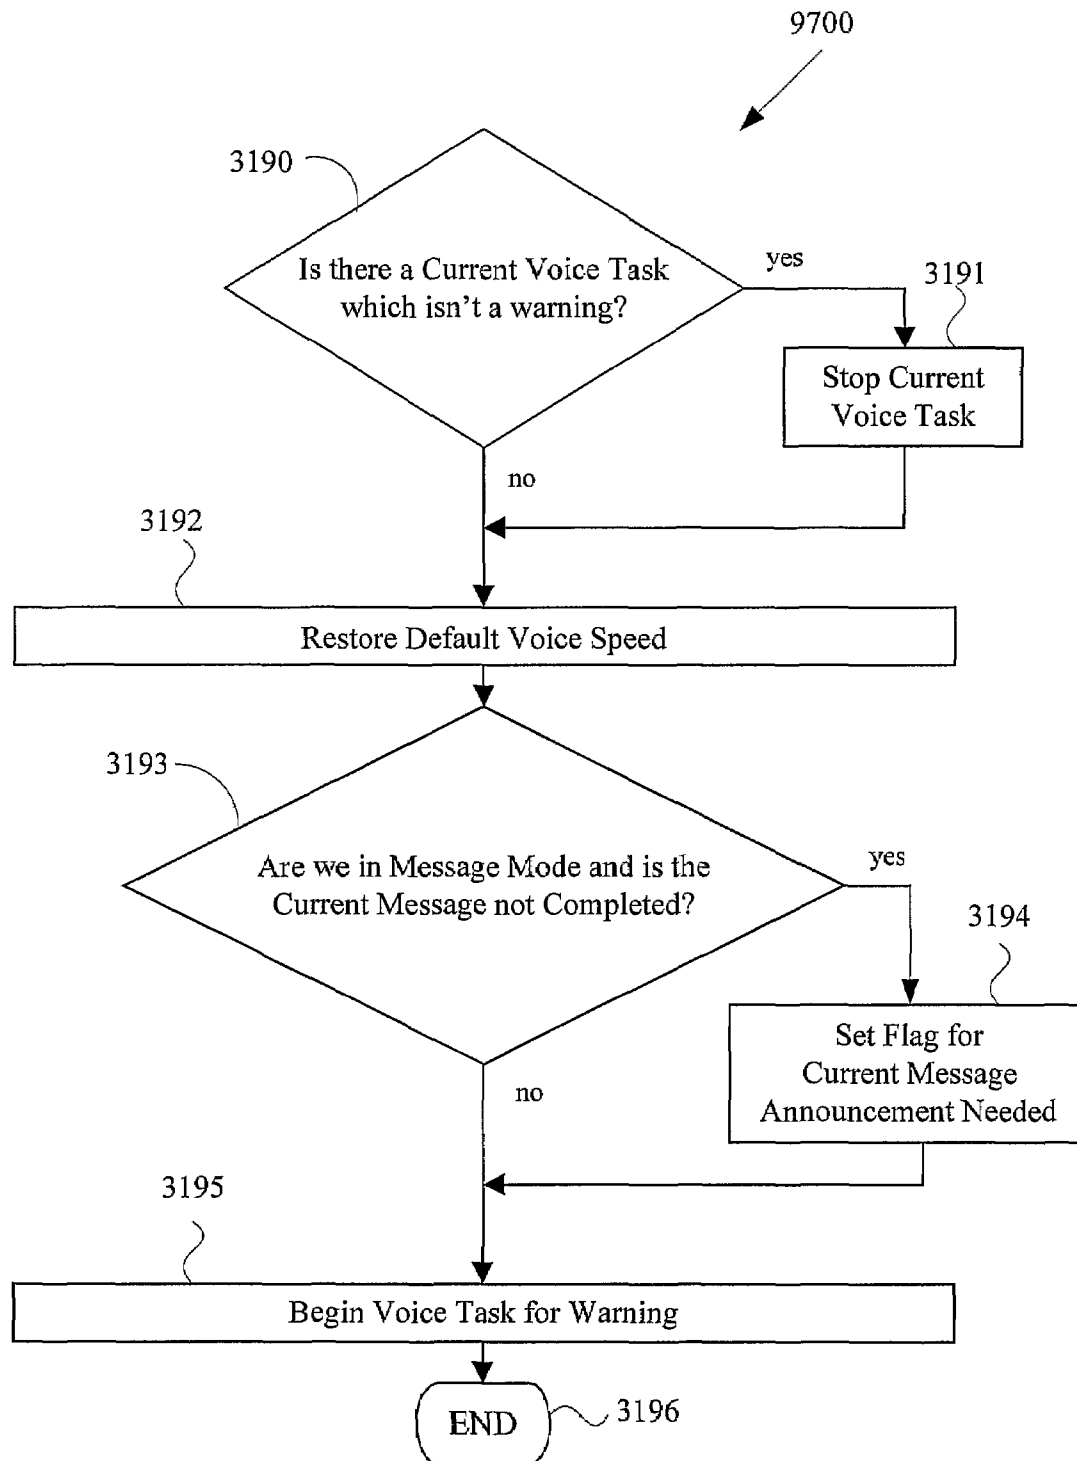 9700
3190
Is there a Current Voice Task
which isn't a warning?
yes
3191
Stop Current
Voice Task
no
3192
Restore Default Voice Speed
3193
Are we in Message Mode and is the
Current Message not Completed?
yes
3194
Set Flag for
Current Message
Announcement Needed
no
3195
Begin Voice Task for Warning
END
3196